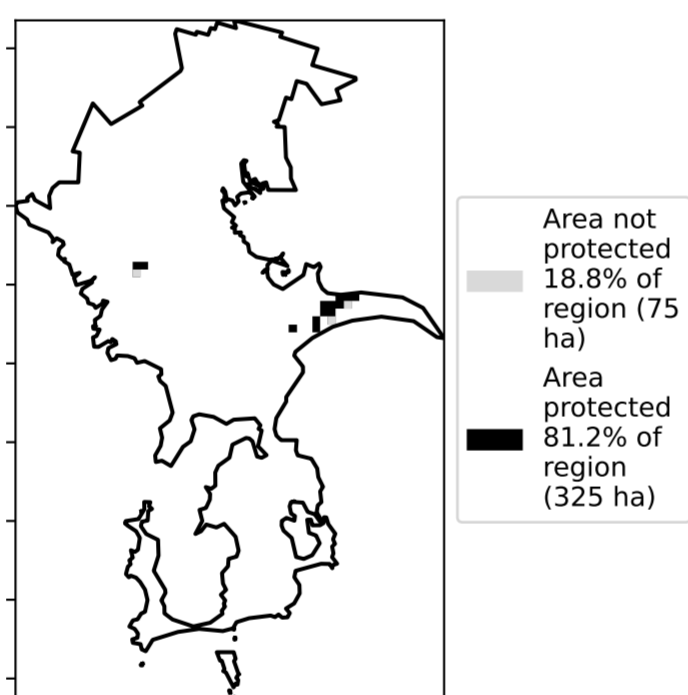 Area not
protected
18.8% of
region (75
ha)
Area
protected
81.2% of
region
(325 ha)